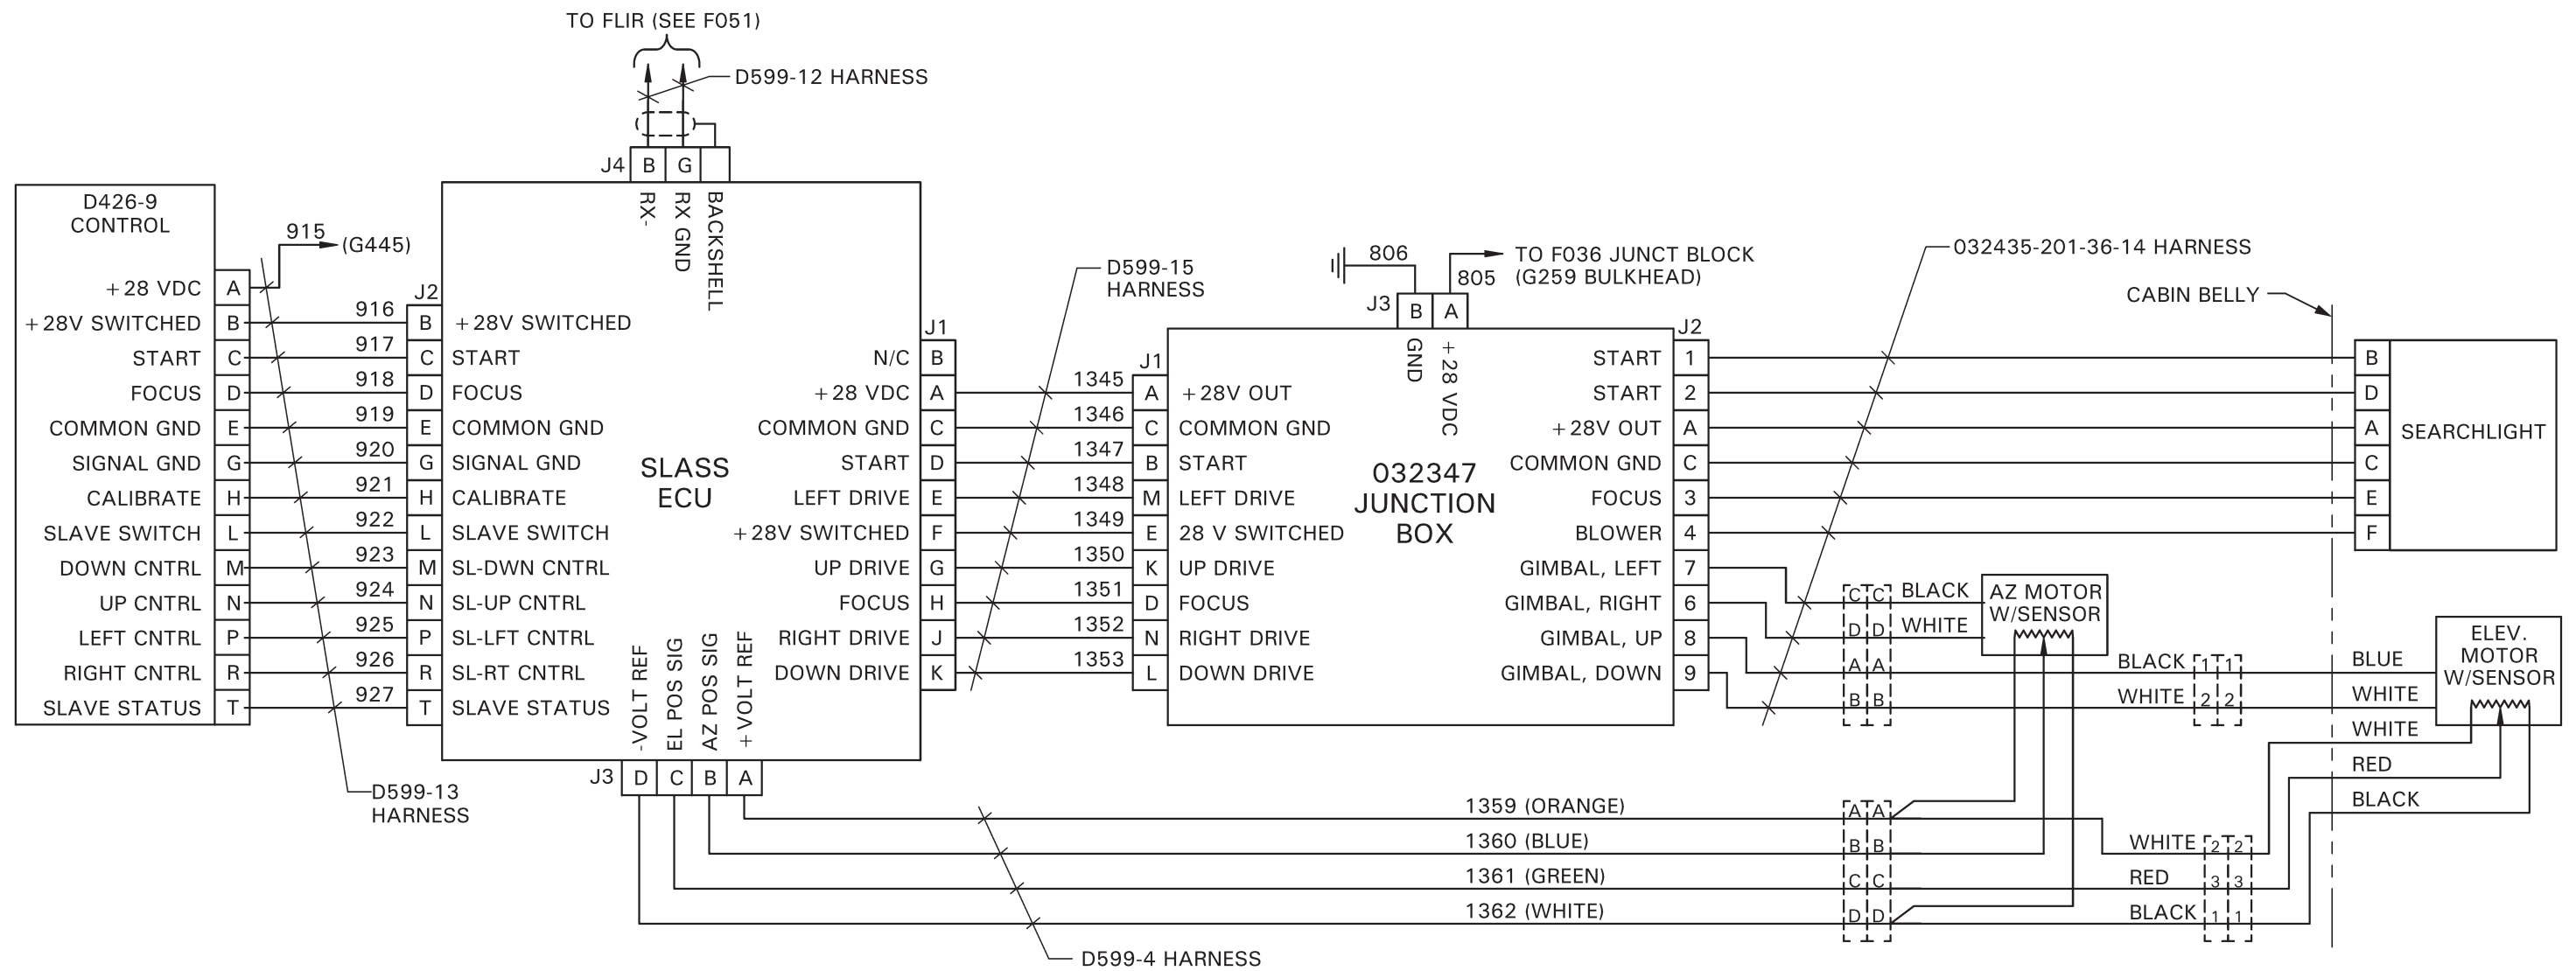 TO FLIR (SEE F051)
D599-12 HARNESS
J4 B G
RX-
RX GND
BACKSHELL
D426-9
CONTROL
915 (G445)
+28 VDC A
+28V SWITCHED B
START C
FOCUS D
COMMON GND E
SIGNAL GND G
CALIBRATE H
SLAVE SWITCH L
DOWN CNTRL M
UP CNTRL N
LEFT CNTRL P
RIGHT CNTRL R
SLAVE STATUS T
916
917
918
919
920
921
922
923
924
925
926
927
D599-13
HARNESS
J2
B +28V SWITCHED
C START
D FOCUS
E COMMON GND
G SIGNAL GND
H CALIBRATE
L SLAVE SWITCH
M SL-DWN CNTRL
N SL-UP CNTRL
P SL-LFT CNTRL
R SL-RT CNTRL
T SLAVE STATUS
SLASS
ECU
J1
N/C B
+28 VDC A
COMMON GND C
START D
LEFT DRIVE E
+28V SWITCHED F
UP DRIVE G
FOCUS H
RIGHT DRIVE J
DOWN DRIVE K
-VOLT REF
EL POS SIG
AZ POS SIG
+VOLT REF
J3 D C B A
D599-15
HARNESS
1345
1346
1347
1348
1349
1350
1351
1352
1353
J1
A +28V OUT
C COMMON GND
B START
M LEFT DRIVE
E 28 V SWITCHED
K UP DRIVE
D FOCUS
N RIGHT DRIVE
L DOWN DRIVE
032347
JUNCTION
BOX
806
805
TO F036 JUNCT BLOCK
(G259 BULKHEAD)
J3 B A
GND
+28 VDC
J2
START 1
START 2
+28V OUT A
COMMON GND C
FOCUS 3
BLOWER 4
GIMBAL, LEFT 7
GIMBAL, RIGHT 6
GIMBAL, UP 8
GIMBAL, DOWN 9
032435-201-36-14 HARNESS
CABIN BELLY
B
D
A
C
E
F
SEARCHLIGHT
C C BLACK
D D WHITE
A A
B B
AZ MOTOR
W/SENSOR
BLACK 1 1 BLUE
WHITE 2 2 WHITE
ELEV.
MOTOR
W/SENSOR
WHITE
RED
BLACK
1359 (ORANGE) A A
1360 (BLUE) B B
1361 (GREEN) C C
1362 (WHITE) D D
WHITE 2 2
RED 3 3
BLACK 1 1
D599-4 HARNESS